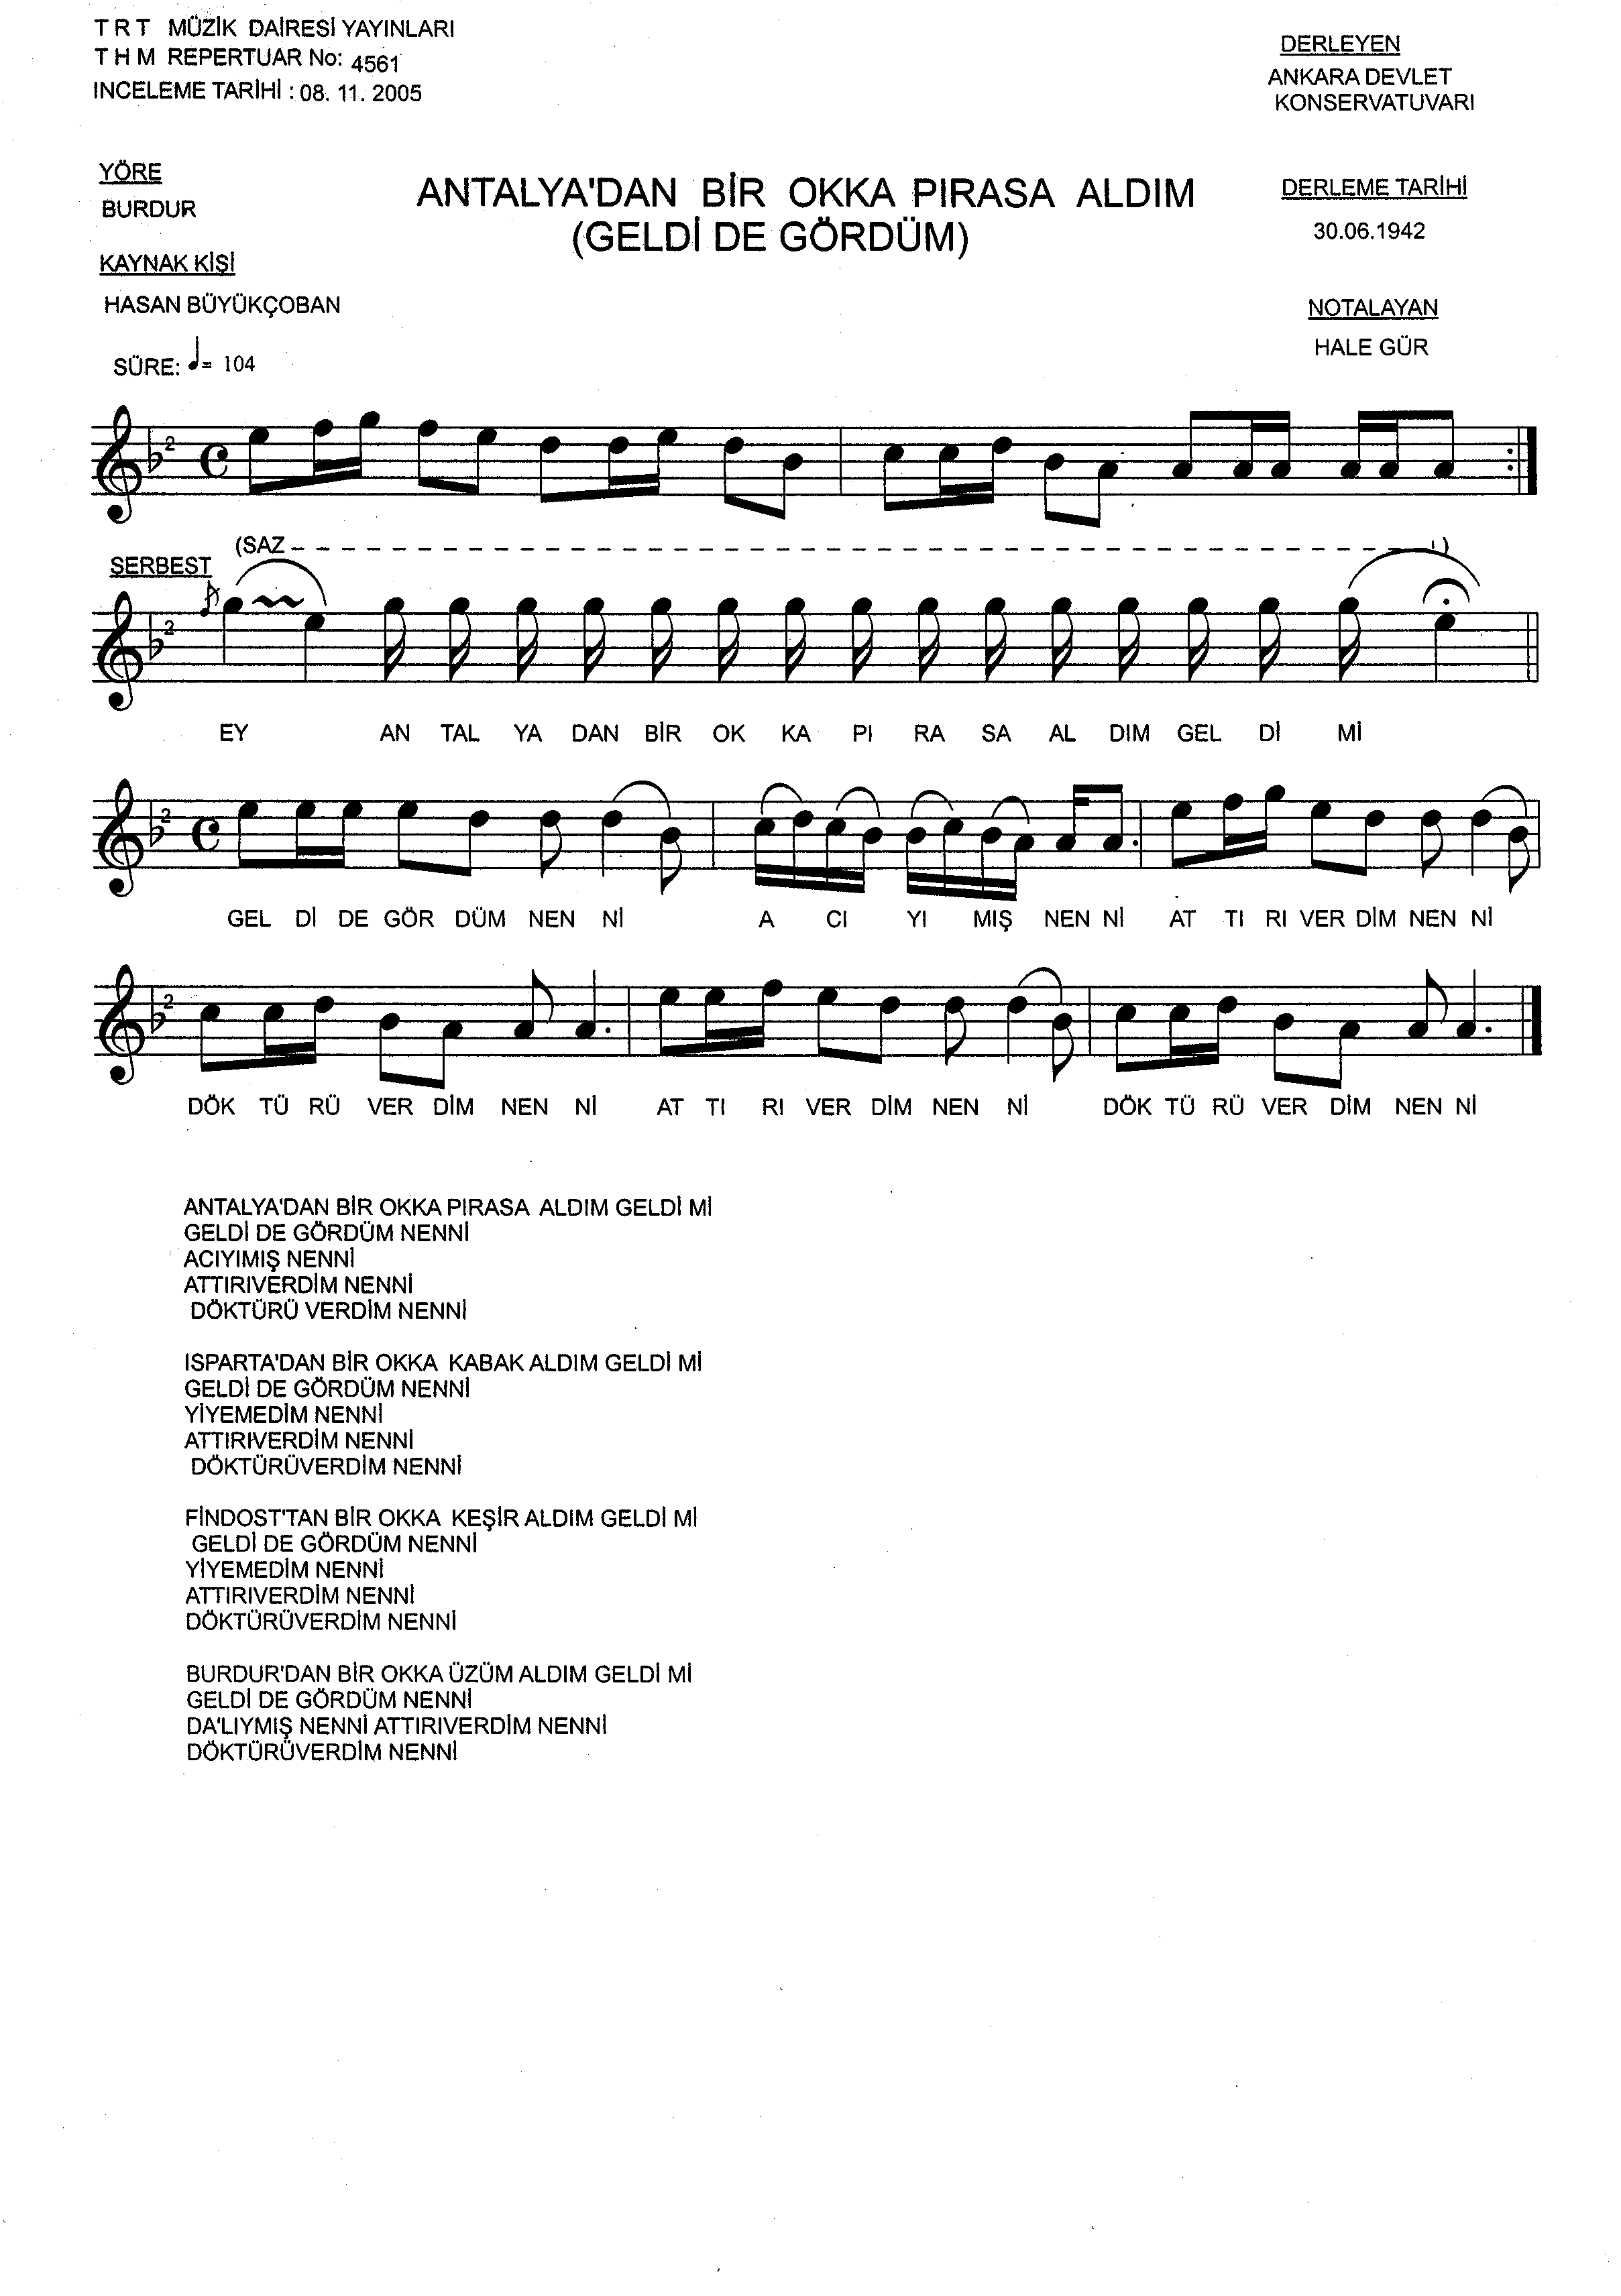 TRT MÜZİK DAİRESİ YAYINLARI
THM REPERTUAR No: 4561
INCELEME TARİHİ : 08. 11. 2005
DERLEYEN
ANKARA DEVLET
KONSERVATUVARI
YÖRE
BURDUR
KAYNAK KİŞİ
HASAN BÜYÜKÇOBAN
ANTALYA'DAN BİR OKKA PIRASA ALDIM
(GELDİ DE GÖRDÜM)
DERLEME TARİHİ
30.06.1942
NOTALAYAN
HALE GÜR
SÜRE: ♩= 104
2
SERBEST
(SAZ - - - - - - - - - - )
2
EY AN TAL YA DAN BİR OK KA PI RA SA AL DIM GEL Dİ Mİ
2
GEL Dİ DE GÖR DÜM NEN Nİ A CI YI MIŞ NEN Nİ AT TI RI VER DİM NEN Nİ
2
DÖK TÜ RÜ VER DİM NEN Nİ AT TI RI VER DİM NEN Nİ DÖK TÜ RÜ VER DİM NEN Nİ
ANTALYA'DAN BİR OKKA PIRASA ALDIM GELDİ Mİ
GELDİ DE GÖRDÜM NENNİ
ACIYIMIŞ NENNİ
ATTIRIVERDİM NENNİ
DÖKTÜRÜ VERDİM NENNİ
ISPARTA'DAN BİR OKKA KABAK ALDIM GELDİ Mİ
GELDİ DE GÖRDÜM NENNİ
YİYEMEDİM NENNİ
ATTIRIVERDİM NENNİ
DÖKTÜRÜVERDİM NENNİ
FİNDOST'TAN BİR OKKA KEŞİR ALDIM GELDİ Mİ
GELDİ DE GÖRDÜM NENNİ
YİYEMEDİM NENNİ
ATTIRIVERDİM NENNİ
DÖKTÜRÜVERDİM NENNİ
BURDUR'DAN BİR OKKA ÜZÜM ALDIM GELDİ Mİ
GELDİ DE GÖRDÜM NENNİ
DA'LIYMIŞ NENNİ ATTIRIVERDİM NENNİ
DÖKTÜRÜVERDİM NENNİ